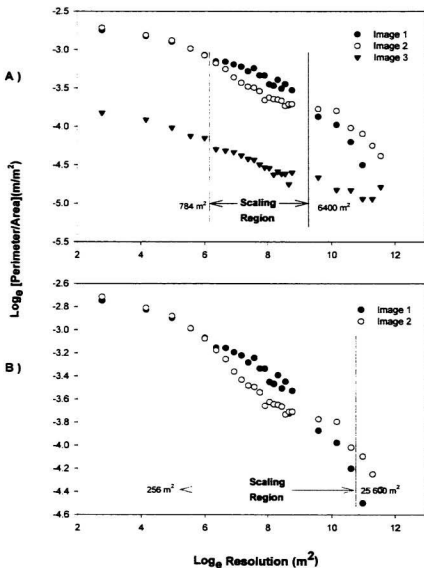 A )
-2.5
-3.0
-3.5
-4.0
-4.5
-5.0
-5.5
Image 1
Image 2
Image 3
784 m²
Scaling
Region
6400 m²
2 4 6 8 10 12
Logₑ [Perimeter/Area](m/m²)
B )
-2.6
-2.8
-3.0
-3.2
-3.4
-3.6
-3.8
-4.0
-4.2
-4.4
-4.6
Image 1
Image 2
256 m²
Scaling
Region
25 600 m²
2 4 6 8 10 12
Logₑ Resolution (m²)